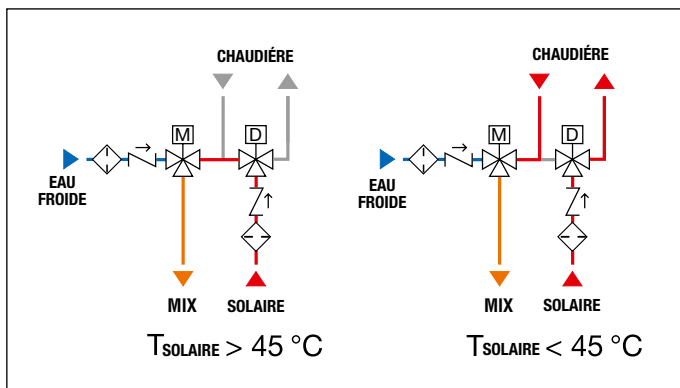 CHAUDIÉRE
M
D
EAU
FROIDE
MIX
SOLAIRE
TSOLAIRE > 45 °C
CHAUDIÉRE
M
D
EAU
FROIDE
MIX
SOLAIRE
TSOLAIRE < 45 °C